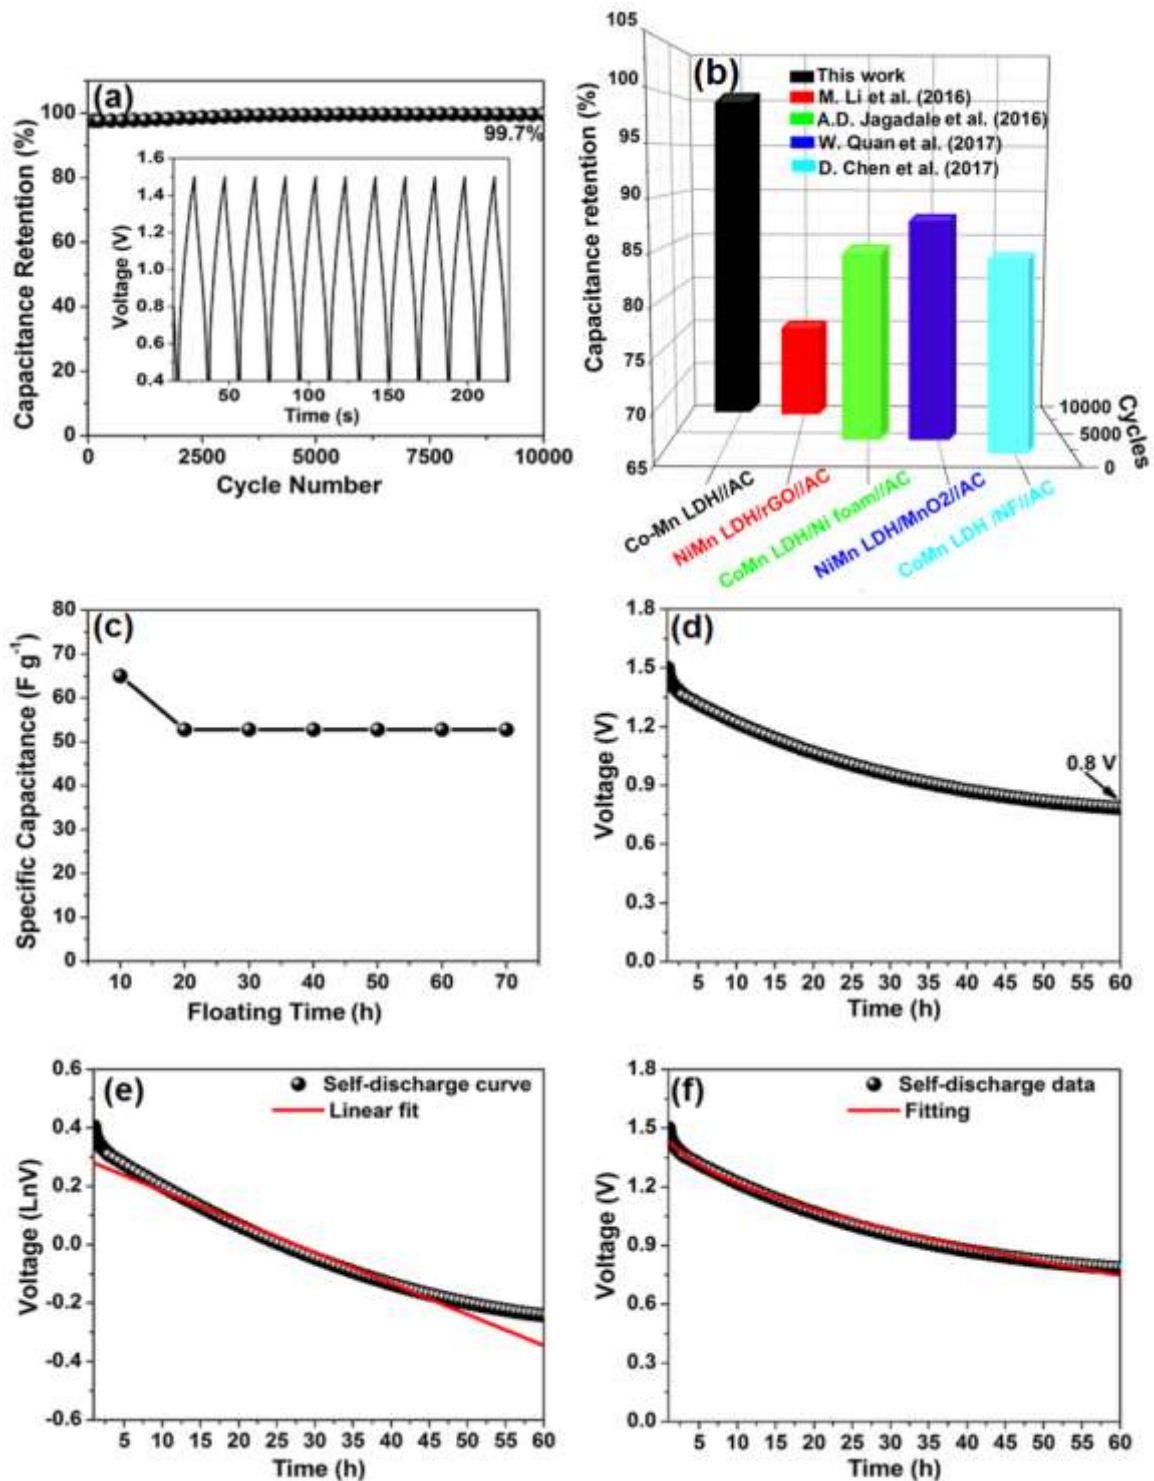 (a)
Capacitance Retention (%)
100
80
60
40
20
0
99.7%
Voltage (V)
1.6
1.4
1.2
1.0
0.8
0.6
0.4
50
100
150
200
Time (s)
0
2500
5000
7500
10000
Cycle Number
(b)
Capacitance retention (%)
105
100
95
90
85
80
75
70
65
This work
M. Li et al. (2016)
A.D. Jagadale et al. (2016)
W. Quan et al. (2017)
D. Chen et al. (2017)
10000
5000
0
Cycles
Co-Mn LDH//AC
NiMn LDH/rGO//AC
CoMn LDH/Ni foam//AC
NiMn LDH/MnO2//AC
CoMn LDH /NF//AC
(c)
Specific Capacitance (F g⁻¹)
80
70
60
50
40
30
20
10
0
10 20 30 40 50 60 70
Floating Time (h)
(d)
Voltage (V)
1.8
1.5
1.2
0.9
0.6
0.3
0.0
0.8 V
5 10 15 20 25 30 35 40 45 50 55 60
Time (h)
(e)
Self-discharge curve
Linear fit
Voltage (LnV)
0.6
0.4
0.2
0.0
-0.2
-0.4
-0.6
5 10 15 20 25 30 35 40 45 50 55 60
Time (h)
(f)
Self-discharge data
Fitting
Voltage (V)
1.8
1.5
1.2
0.9
0.6
0.3
0.0
5 10 15 20 25 30 35 40 45 50 55 60
Time (h)